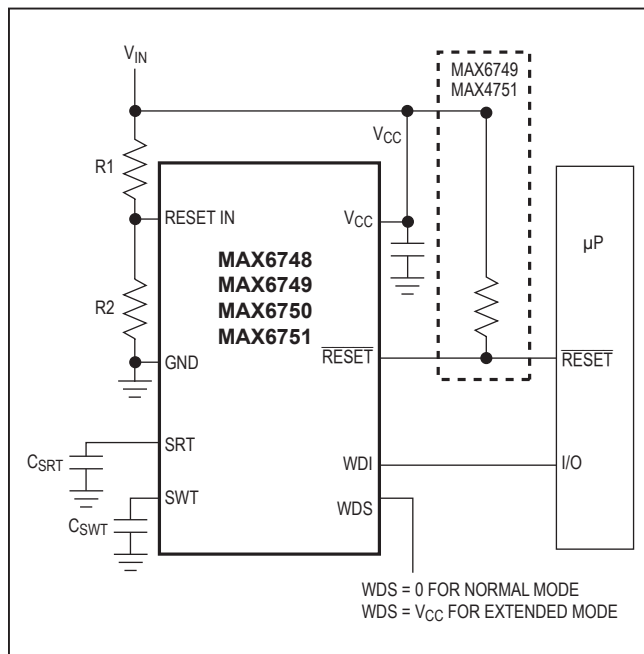 V_IN
MAX6749
MAX4751
V_CC
R1
RESET IN
V_CC
µP
MAX6748
MAX6749
MAX6750
MAX6751
R2
GND
RESET
RESET
SRT
C_SRT
WDI
I/O
SWT
WDS
C_SWT
WDS = 0 FOR NORMAL MODE
WDS = V_CC FOR EXTENDED MODE